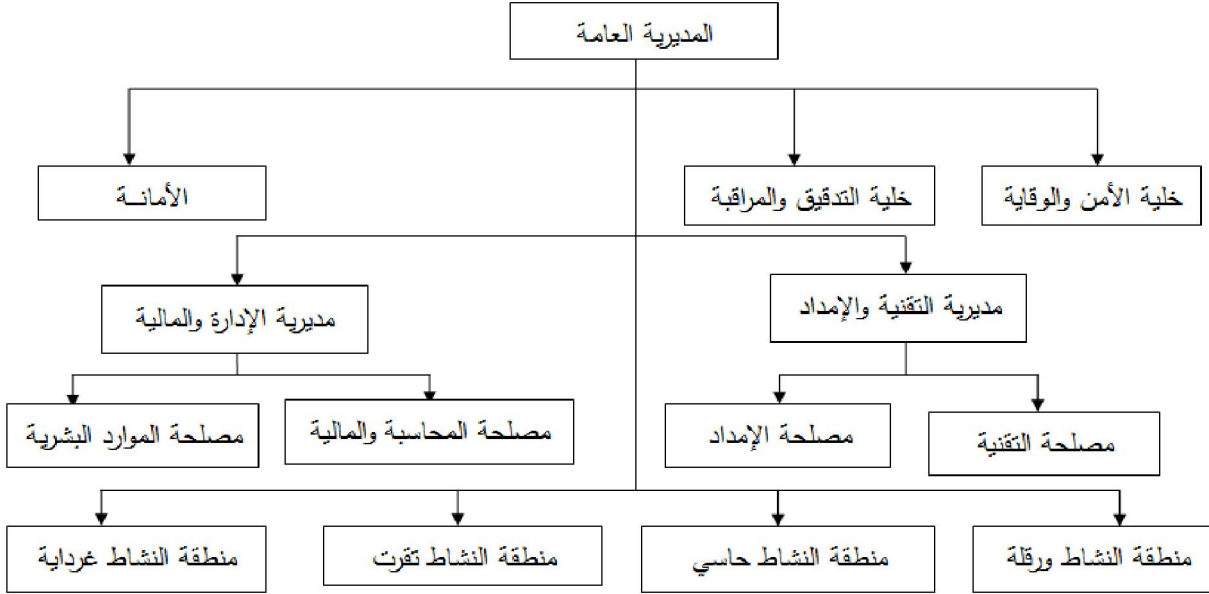 المديرية العامة
خلية الأمن والوقاية
خلية التدقيق والمراقبة
الأمانــة
مديرية التقنية والإمداد
مديرية الإدارة والمالية
مصلحة التقنية
مصلحة الإمداد
مصلحة المحاسبة والمالية
مصلحة الموارد البشرية
منطقة النشاط ورقلة
منطقة النشاط حاسي
منطقة النشاط تقرت
منطقة النشاط غرداية